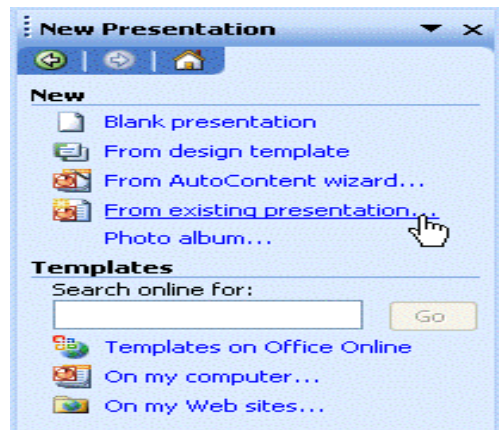 New Presentation
New
Blank presentation
From design template
From AutoContent wizard...
From existing presentation...
Photo album...
Templates
Search online for:
Go
Templates on Office Online
On my computer...
On my Web sites...